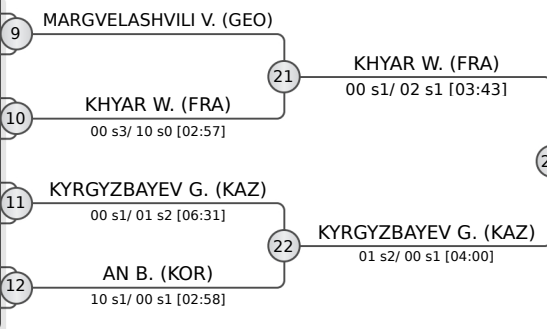 9
MARGVELASHVILI V. (GEO)
10
KHYAR W. (FRA)
00 s3/ 10 s0 [02:57]
21
KHYAR W. (FRA)
00 s1/ 02 s1 [03:43]
11
KYRGYZBAYEV G. (KAZ)
00 s1/ 01 s2 [06:31]
12
AN B. (KOR)
10 s1/ 00 s1 [02:58]
22
KYRGYZBAYEV G. (KAZ)
01 s2/ 00 s1 [04:00]